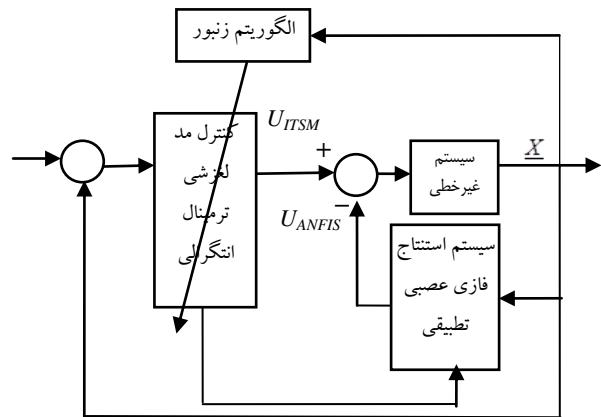 الگوریتم زنبور
U_ITSM
کنترل مد
لغزشی
ترمینال
انتگرالی
+
−
سیستم
غیرخطی
X
U_ANFIS
سیستم استنتاج
فازی عصبی
تطبیقی